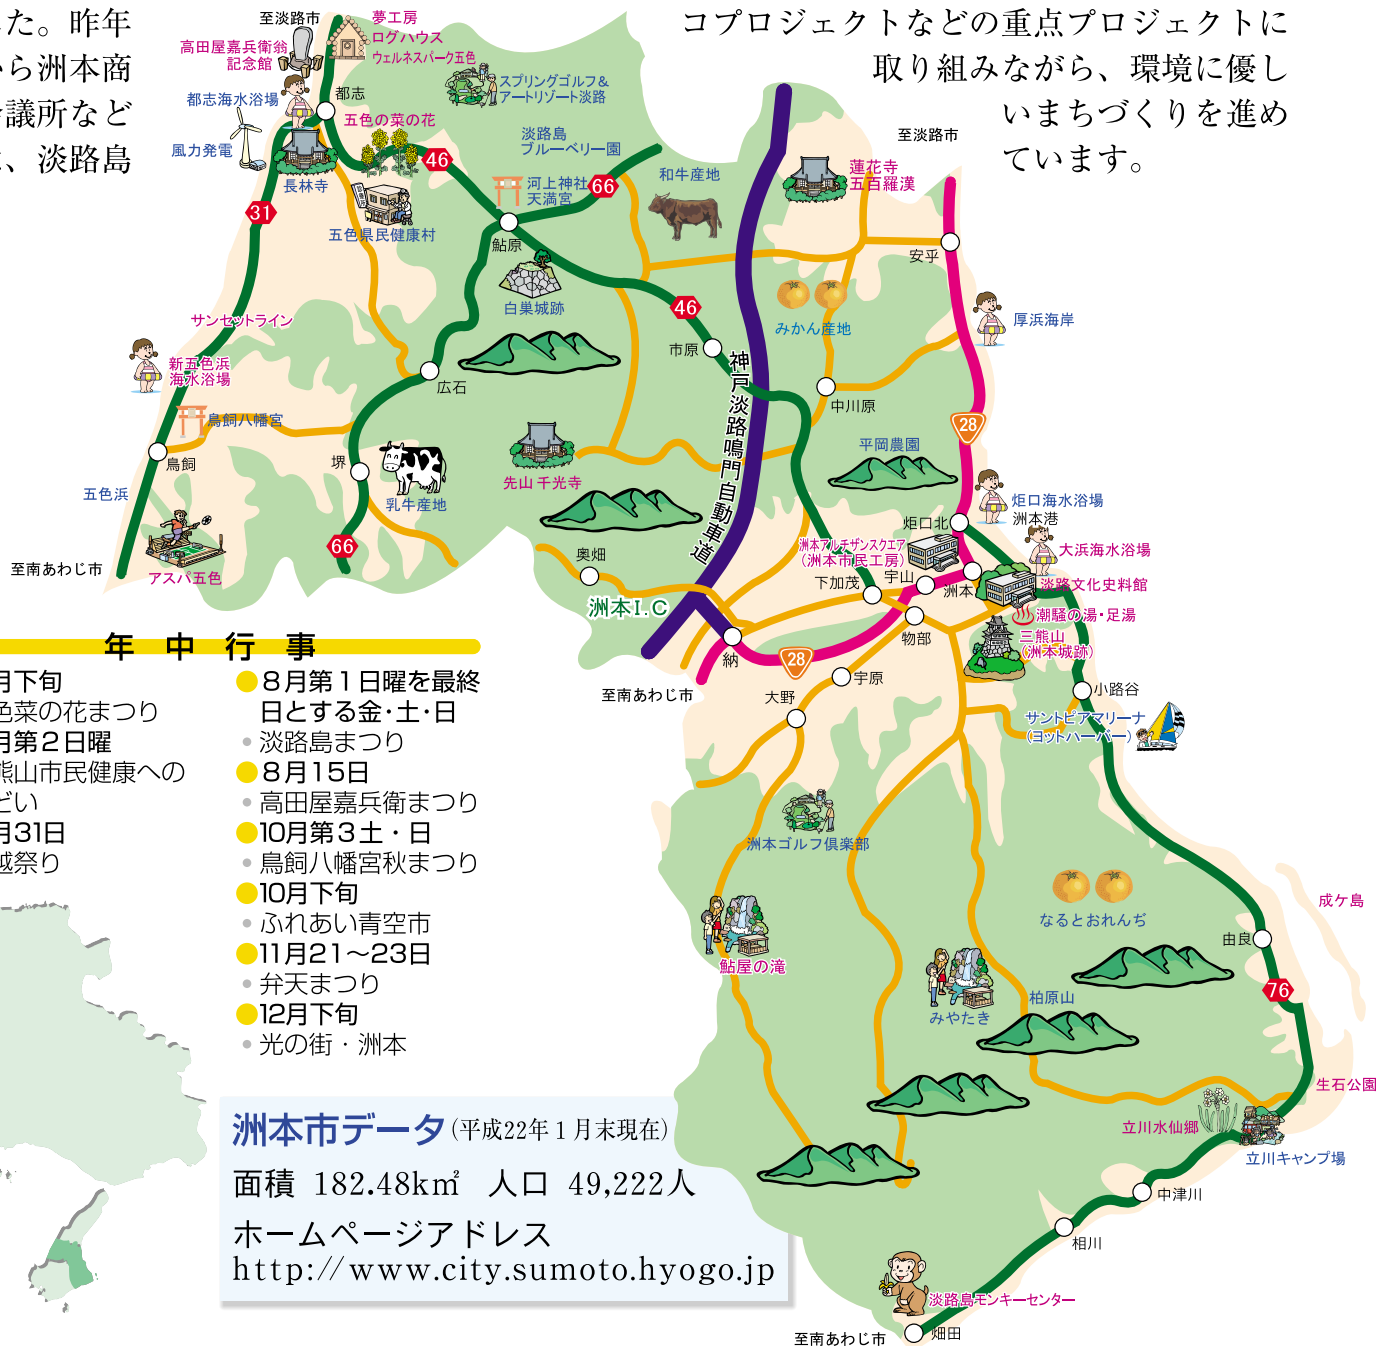 た。昨年
ら洲本商
議所など
、淡路島
コプロジェクトなどの重点プロジェクトに
取り組みながら、環境に優し
いまちづくりを進め
ています。
至淡路市
夢工房
ログハウス
ウェルネスパーク五色
高田屋嘉兵衛翁
記念館
スプリングゴルフ&
アートリゾート淡路
都志海水浴場
都志
五色の菜の花
風力発電
長林寺
46
淡路島
ブルーベリー園
河上神社
天満宮
66
和牛産地
至淡路市
蓮花寺
五百羅漢
31
五色県民健康村
鮎原
安乎
白巣城跡
46
みかん産地
厚浜海岸
サンセットライン
市原
新五色浜
海水浴場
広石
神戸淡路鳴門自動車道
中川原
28
鳥飼八幡宮
鳥飼
堺
平岡農園
先山 千光寺
五色浜
乳牛産地
炬口海水浴場
炬口北
洲本港
66
奥畑
洲本アルチザンスクエア
(洲本市民工房)
大浜海水浴場
至南あわじ市
アスパ五色
下加茂
宇山
洲本
淡路文化史料館
洲本I.C
潮騒の湯・足湯
物部
三熊山
(洲本城跡)
納
28
宇原
至南あわじ市
大野
小路谷
サントピアマリーナ
(ヨットハーバー)
洲本ゴルフ倶楽部
なるとおれんぢ
成ケ島
由良
鮎屋の滝
76
みやたき
柏原山
生石公園
立川水仙郷
立川キャンプ場
中津川
相川
淡路島モンキーセンター
至南あわじ市
畑田
年中行事
月下旬
色菜の花まつり
月第2日曜
熊山市民健康への
どい
月31日
越祭り
●8月第1日曜を最終
日とする金・土・日
・淡路島まつり
●8月15日
・高田屋嘉兵衛まつり
●10月第3土・日
・鳥飼八幡宮秋まつり
●10月下旬
・ふれあい青空市
●11月21〜23日
・弁天まつり
●12月下旬
・光の街・洲本
洲本市データ(平成22年1月末現在)
面積 182.48k㎡ 人口 49,222人
ホームページアドレス
http://www.city.sumoto.hyogo.jp